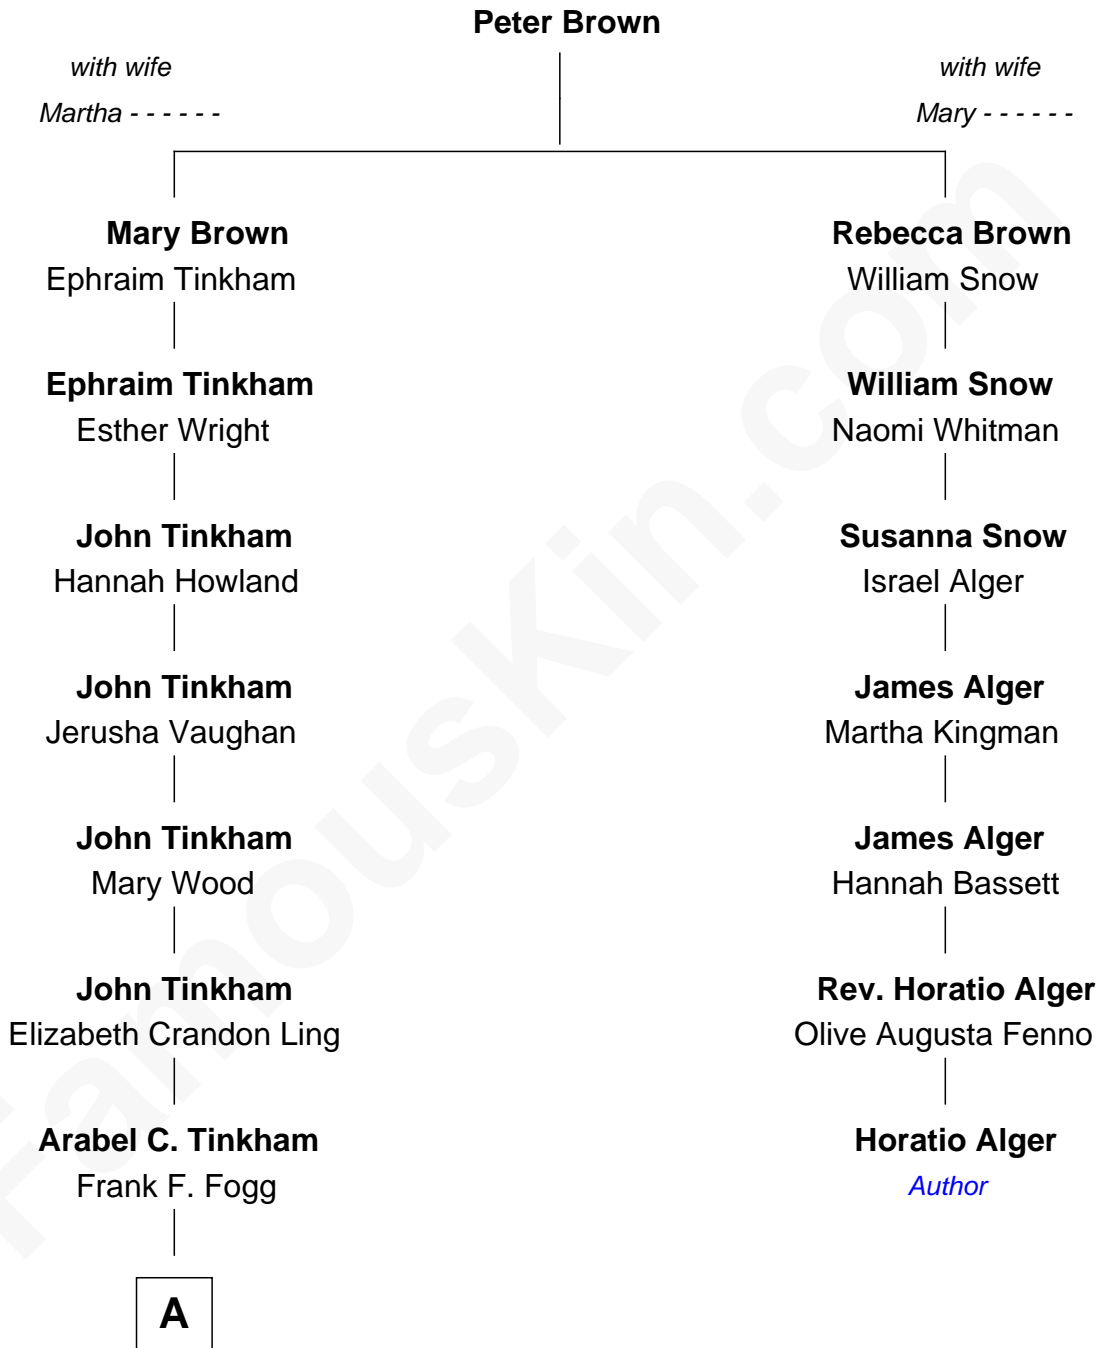 Peter Brown
with wife
Martha - - - - - -
with wife
Mary - - - - - -
Mary Brown
Ephraim Tinkham
Rebecca Brown
William Snow
Ephraim Tinkham
Esther Wright
William Snow
Naomi Whitman
John Tinkham
Hannah Howland
Susanna Snow
Israel Alger
John Tinkham
Jerusha Vaughan
James Alger
Martha Kingman
John Tinkham
Mary Wood
James Alger
Hannah Bassett
John Tinkham
Elizabeth Crandon Ling
Rev. Horatio Alger
Olive Augusta Fenno
Arabel C. Tinkham
Frank F. Fogg
Horatio Alger
Author
A
FamousKin.com